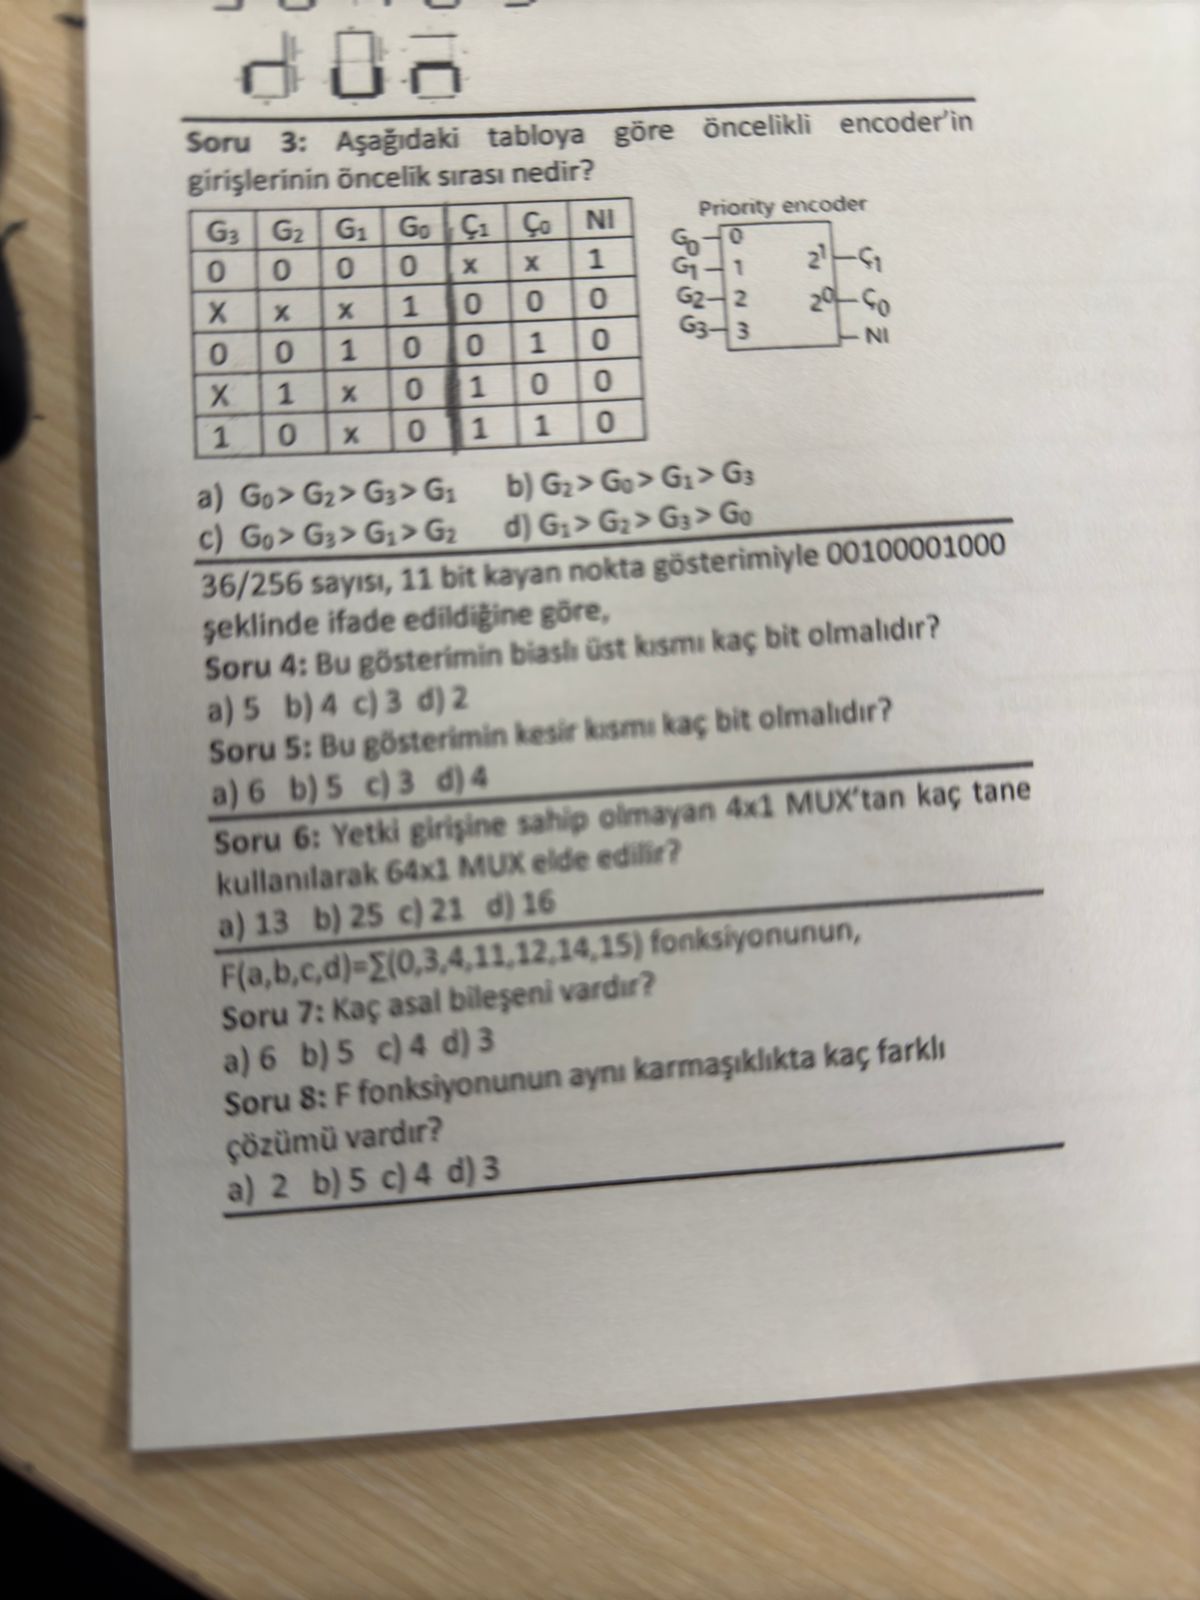 Soru 3: Aşağıdaki tabloya göre öncelikli encoder'in
girişlerinin öncelik sırası nedir?
G3 G2 G1 G0 Ç1 Ç0 NI
0 0 0 0 x x 1
X x x 1 0 0 0
0 0 1 0 0 1 0
X 1 x 0 1 0 0
1 0 x 0 1 1 0
Priority encoder
G0 0
G1 1 2¹ Ç1
G2 2 2⁰ Ç0
G3 3 NI
a) G0> G2> G3> G1 b) G2> G0> G1> G3
c) G0> G3> G1> G2 d) G1> G2> G3> G0
36/256 sayısı, 11 bit kayan nokta gösterimiyle 00100001000
şeklinde ifade edildiğine göre,
Soru 4: Bu gösterimin biaslı üst kısmı kaç bit olmalıdır?
a) 5 b) 4 c) 3 d) 2
Soru 5: Bu gösterimin kesir kısmı kaç bit olmalıdır?
a) 6 b) 5 c) 3 d) 4
Soru 6: Yetki girişine sahip olmayan 4x1 MUX'tan kaç tane
kullanılarak 64x1 MUX elde edilir?
a) 13 b) 25 c) 21 d) 16
F(a,b,c,d)=∑(0,3,4,11,12,14,15) fonksiyonunun,
Soru 7: Kaç asal bileşeni vardır?
a) 6 b) 5 c) 4 d) 3
Soru 8: F fonksiyonunun aynı karmaşıklıkta kaç farklı
çözümü vardır?
a) 2 b) 5 c) 4 d) 3